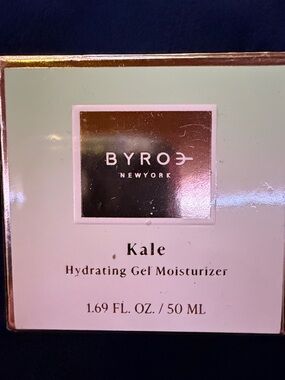 BYROE
NEWYORK
Kale
Hydrating Gel Moisturizer
1.69 FL. OZ. / 50 ML